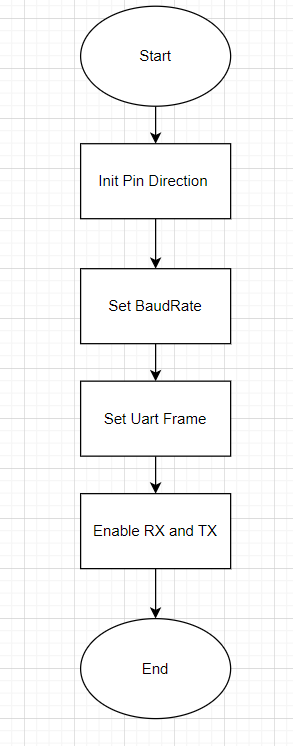 Start
Init Pin Direction
Set BaudRate
Set Uart Frame
Enable RX and TX
End